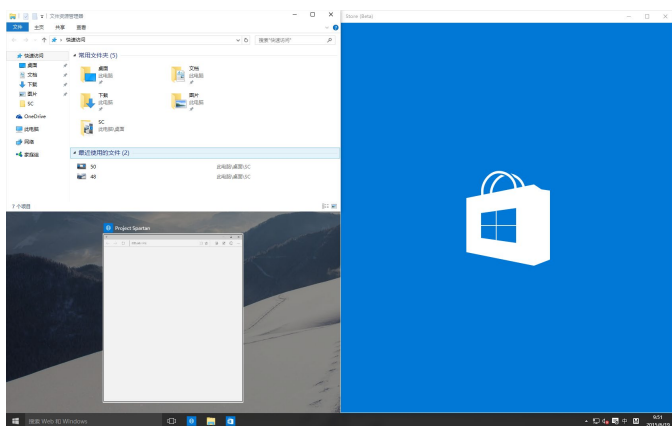 文件资源管理器
Store (Beta)
文件 主页 共享 查看
快速访问
搜索"快速访问"
快速访问
桌面
文档
下载
图片
SC
OneDrive
此电脑
网络
家庭组
常用文件夹 (5)
桌面
此电脑
文档
此电脑
下载
此电脑
图片
此电脑
SC
此电脑\桌面
最近使用的文件 (2)
50 此电脑\桌面\SC
48 此电脑\桌面\SC
7 个项目
Project Spartan
搜索 Web 和 Windows
中
M
9:51